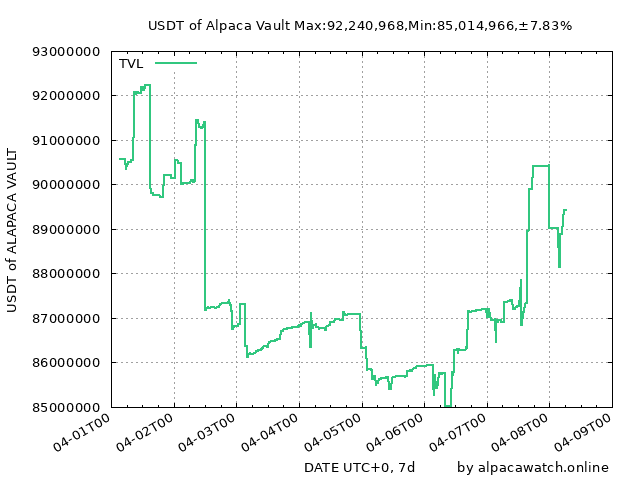 USDT of Alpaca Vault Max:92,240,968,Min:85,014,966,±7.83%
93000000
TVL
92000000
91000000
90000000
89000000
88000000
87000000
86000000
85000000
USDT of ALAPACA VAULT
04-01T00
04-02T00
04-03T00
04-04T00
04-05T00
04-06T00
04-07T00
04-08T00
04-09T00
DATE UTC+0, 7d
by alpacawatch.online